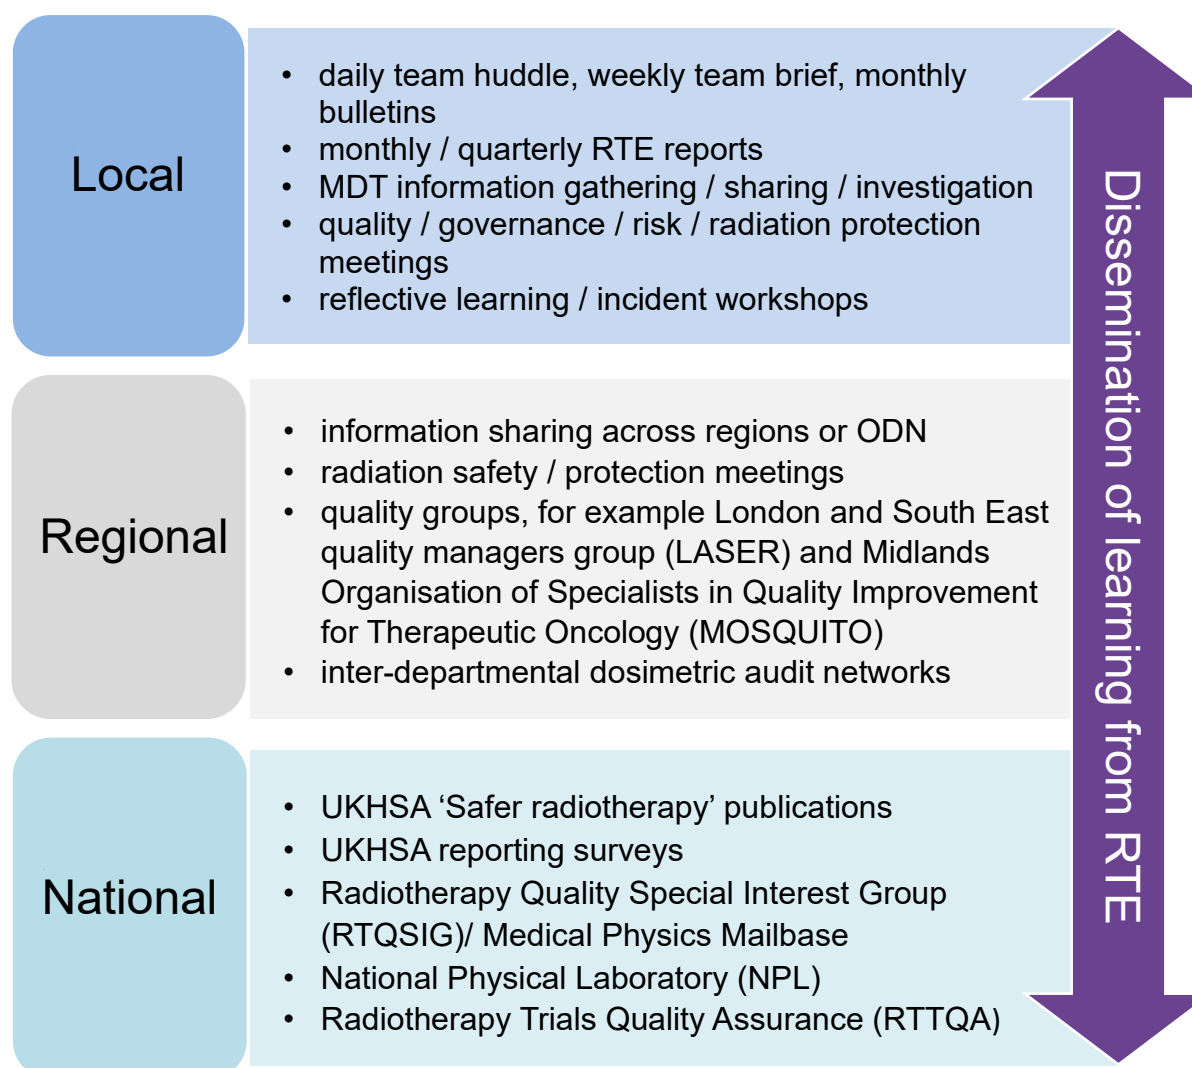 Local
• daily team huddle, weekly team brief, monthly
bulletins
• monthly / quarterly RTE reports
• MDT information gathering / sharing / investigation
• quality / governance / risk / radiation protection
meetings
• reflective learning / incident workshops
Regional
• information sharing across regions or ODN
• radiation safety / protection meetings
• quality groups, for example London and South East
quality managers group (LASER) and Midlands
Organisation of Specialists in Quality Improvement
for Therapeutic Oncology (MOSQUITO)
• inter-departmental dosimetric audit networks
National
• UKHSA ‘Safer radiotherapy’ publications
• UKHSA reporting surveys
• Radiotherapy Quality Special Interest Group
(RTQSIG)/ Medical Physics Mailbase
• National Physical Laboratory (NPL)
• Radiotherapy Trials Quality Assurance (RTTQA)
Dissemination of learning from RTE